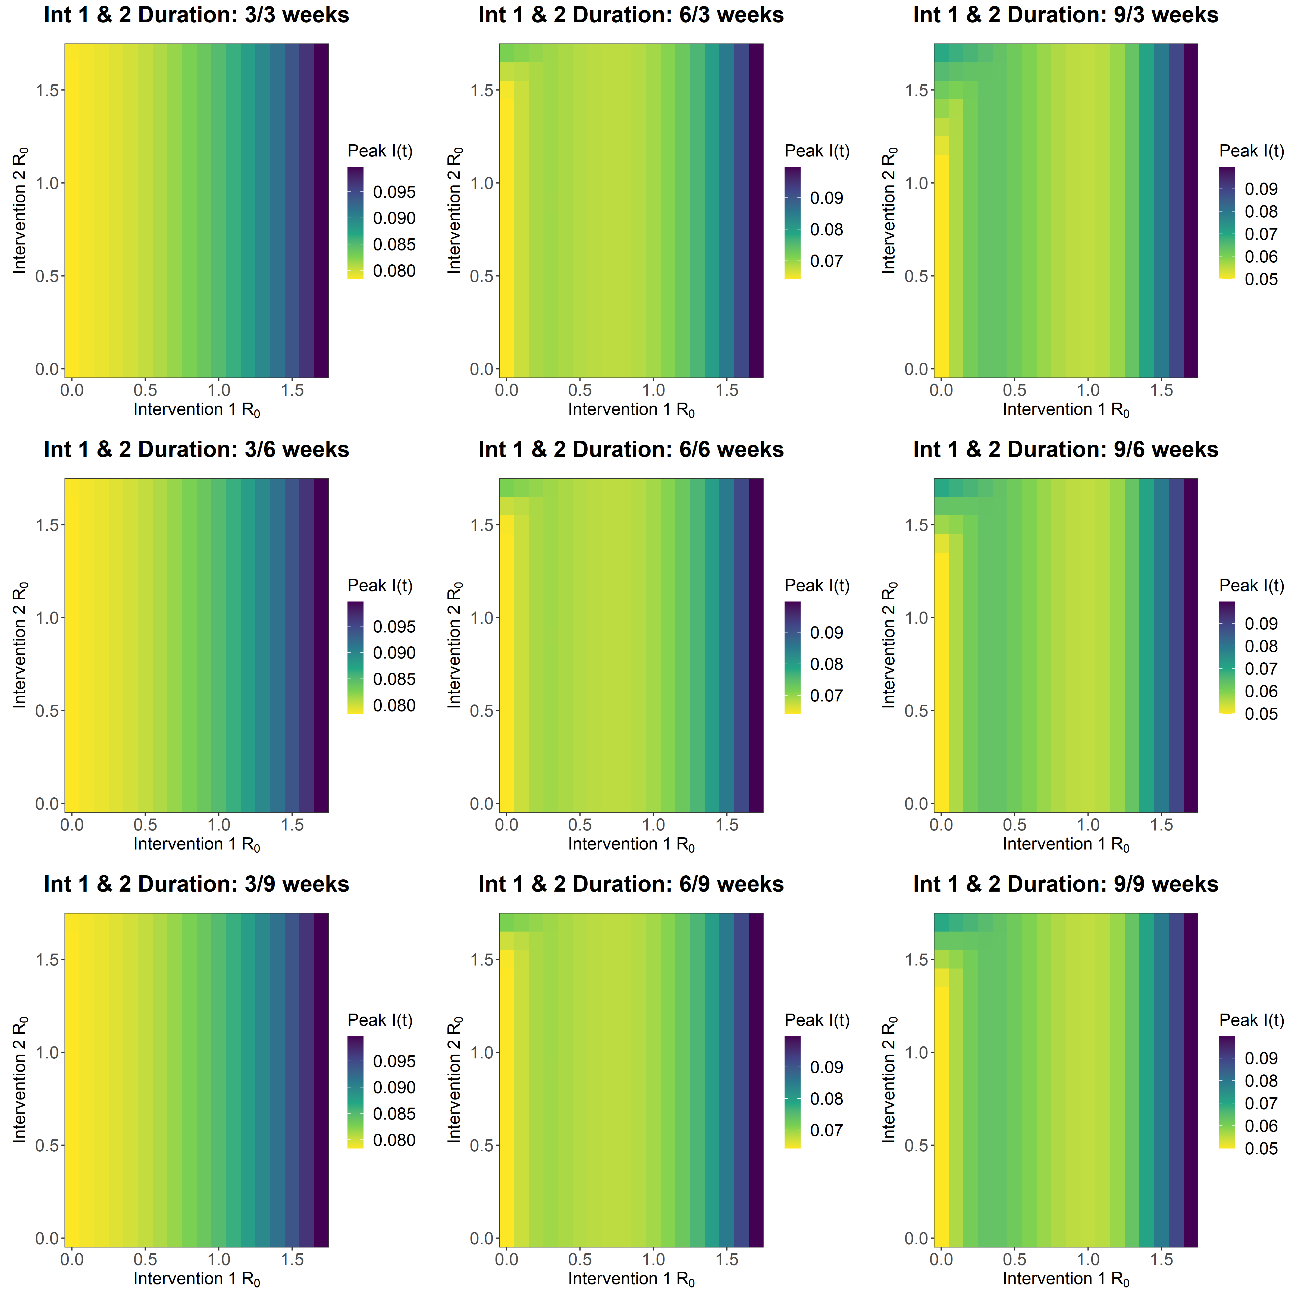 Int 1 & 2 Duration: 3/3 weeks
Intervention 2 R0
1.5
1.0
0.5
0.0
0.0 0.5 1.0 1.5
Intervention 1 R0
Peak I(t)
0.095
0.090
0.085
0.080
Int 1 & 2 Duration: 6/3 weeks
Intervention 2 R0
1.5
1.0
0.5
0.0
0.0 0.5 1.0 1.5
Intervention 1 R0
Peak I(t)
0.09
0.08
0.07
Int 1 & 2 Duration: 9/3 weeks
Intervention 2 R0
1.5
1.0
0.5
0.0
0.0 0.5 1.0 1.5
Intervention 1 R0
Peak I(t)
0.09
0.08
0.07
0.06
0.05
Int 1 & 2 Duration: 3/6 weeks
Intervention 2 R0
1.5
1.0
0.5
0.0
0.0 0.5 1.0 1.5
Intervention 1 R0
Peak I(t)
0.095
0.090
0.085
0.080
Int 1 & 2 Duration: 6/6 weeks
Intervention 2 R0
1.5
1.0
0.5
0.0
0.0 0.5 1.0 1.5
Intervention 1 R0
Peak I(t)
0.09
0.08
0.07
Int 1 & 2 Duration: 9/6 weeks
Intervention 2 R0
1.5
1.0
0.5
0.0
0.0 0.5 1.0 1.5
Intervention 1 R0
Peak I(t)
0.09
0.08
0.07
0.06
0.05
Int 1 & 2 Duration: 3/9 weeks
Intervention 2 R0
1.5
1.0
0.5
0.0
0.0 0.5 1.0 1.5
Intervention 1 R0
Peak I(t)
0.095
0.090
0.085
0.080
Int 1 & 2 Duration: 6/9 weeks
Intervention 2 R0
1.5
1.0
0.5
0.0
0.0 0.5 1.0 1.5
Intervention 1 R0
Peak I(t)
0.09
0.08
0.07
Int 1 & 2 Duration: 9/9 weeks
Intervention 2 R0
1.5
1.0
0.5
0.0
0.0 0.5 1.0 1.5
Intervention 1 R0
Peak I(t)
0.09
0.08
0.07
0.06
0.05